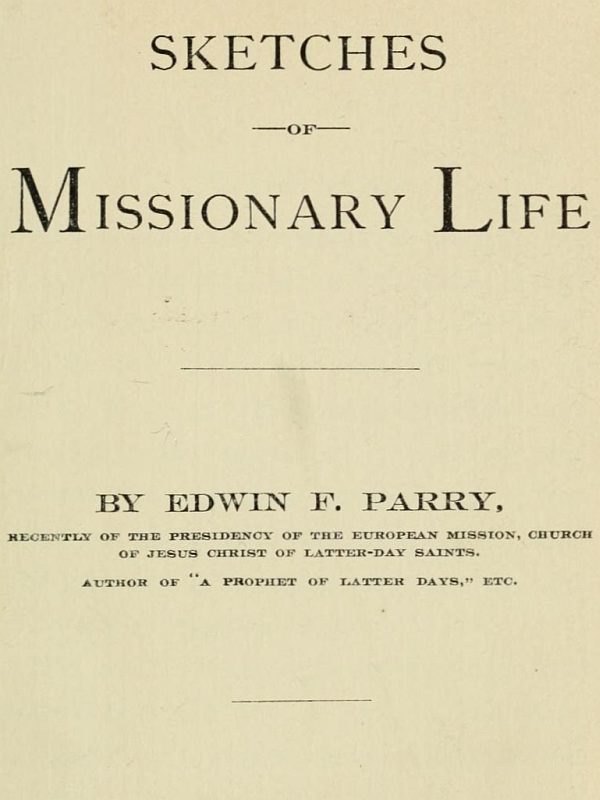 SKETCHES
—OF—
MISSIONARY LIFE
BY EDWIN F. PARRY,
RECENTLY OF THE PRESIDENCY OF THE EUROPEAN MISSION, CHURCH
OF JESUS CHRIST OF LATTER-DAY SAINTS.
AUTHOR OF "A PROPHET OF LATTER DAYS," ETC.